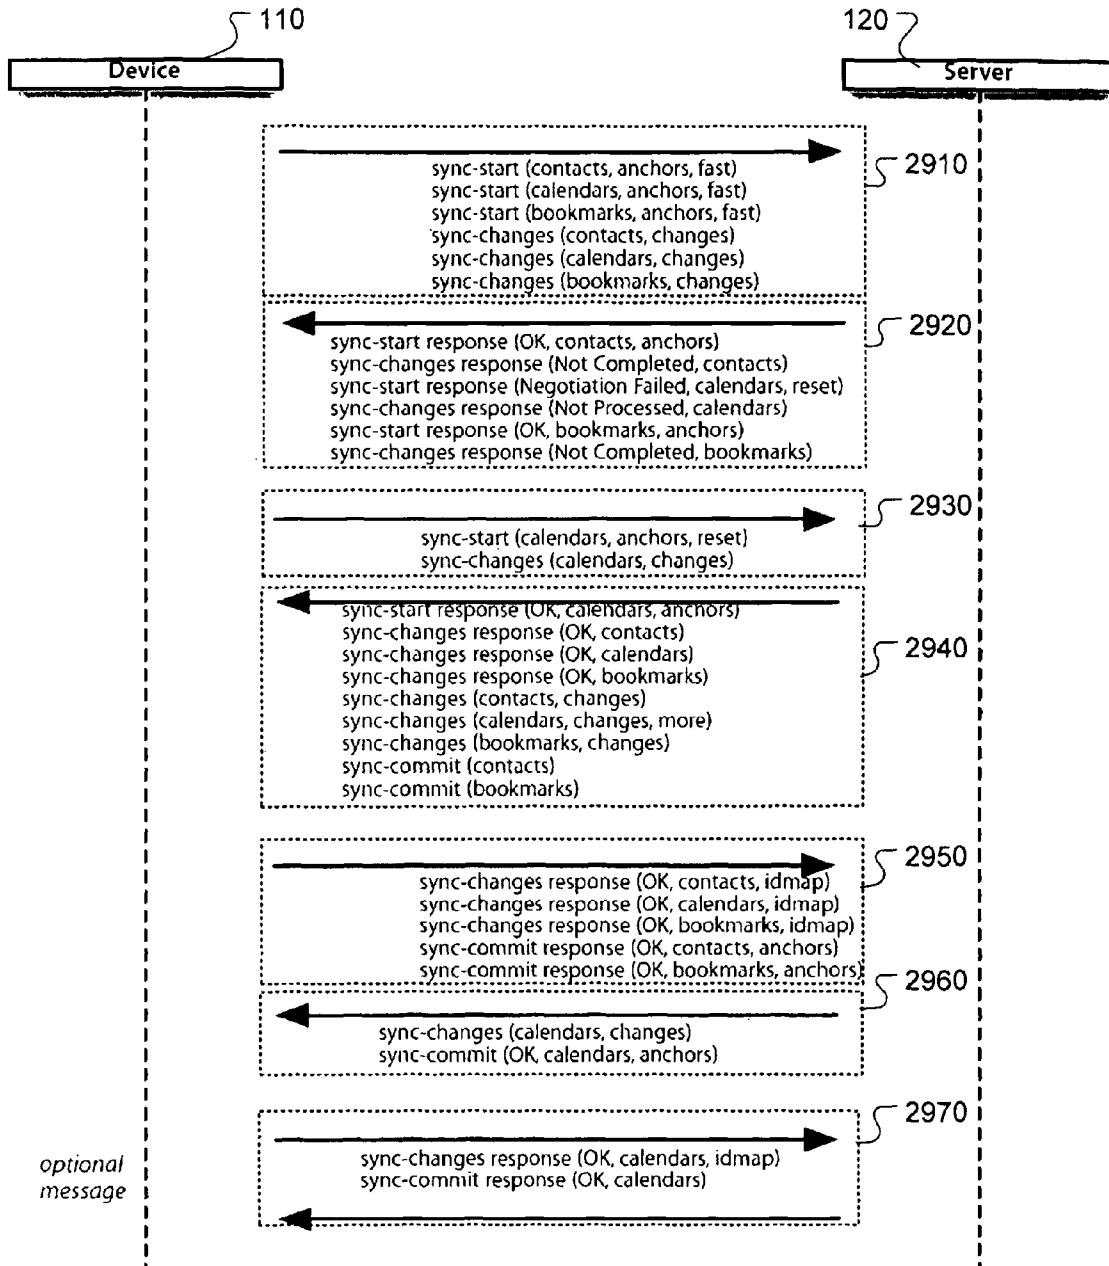 110
120
Device
Server
2910
sync-start (contacts, anchors, fast)
sync-start (calendars, anchors, fast)
sync-start (bookmarks, anchors, fast)
sync-changes (contacts, changes)
sync-changes (calendars, changes)
sync-changes (bookmarks, changes)
2920
sync-start response (OK, contacts, anchors)
sync-changes response (Not Completed, contacts)
sync-start response (Negotiation Failed, calendars, reset)
sync-changes response (Not Processed, calendars)
sync-start response (OK, bookmarks, anchors)
sync-changes response (Not Completed, bookmarks)
2930
sync-start (calendars, anchors, reset)
sync-changes (calendars, changes)
sync-start response (OK, calendars, anchors)
sync-changes response (OK, contacts)
2940
sync-changes response (OK, calendars)
sync-changes response (OK, bookmarks)
sync-changes (contacts, changes)
sync-changes (calendars, changes, more)
sync-changes (bookmarks, changes)
sync-commit (contacts)
sync-commit (bookmarks)
2950
sync-changes response (OK, contacts, idmap)
sync-changes response (OK, calendars, idmap)
sync-changes response (OK, bookmarks, idmap)
sync-commit response (OK, contacts, anchors)
sync-commit response (OK, bookmarks, anchors)
2960
sync-changes (calendars, changes)
sync-commit (OK, calendars, anchors)
2970
sync-changes response (OK, calendars, idmap)
sync-commit response (OK, calendars)
optional
message